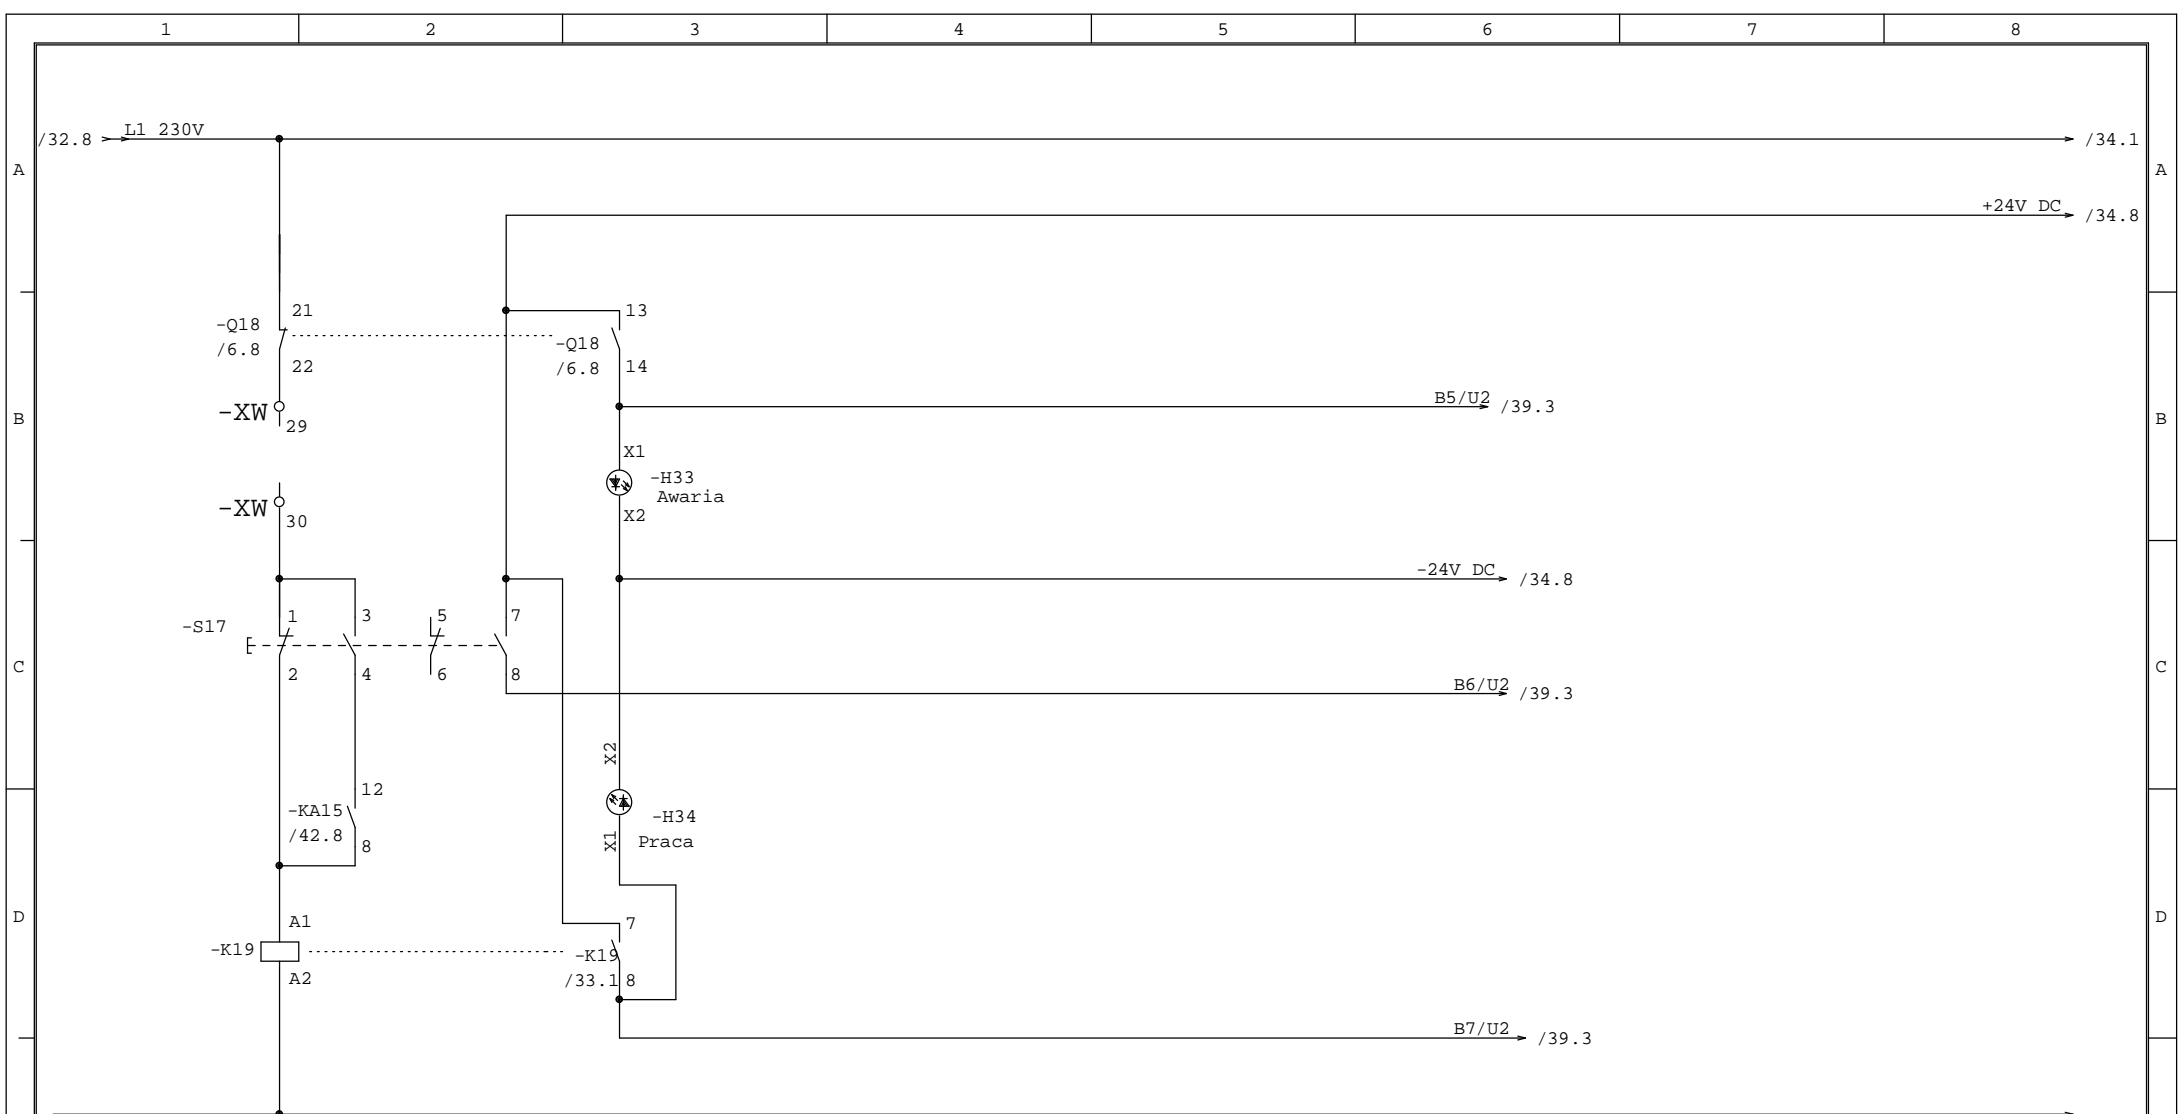 1 2 3 4 5 6 7 8
L1 230V
/32.8 /34.1
A A
+24V DC /34.8
21 13
-Q18
/6.8
-Q18
/6.8
22 14
B5/U2 /39.3
-XW
29
B B
X1
-H33
Awaria
X2
-XW
30
-24V DC /34.8
1 3 5 7
-S17
2 4 6 8
C C
B6/U2 /39.3
X2
12
-KA15
/42.8
8
-H34
Praca
X1
D D
A1 7
-K19
-K19
/33.1 8
A2
B7/U2 /39.3